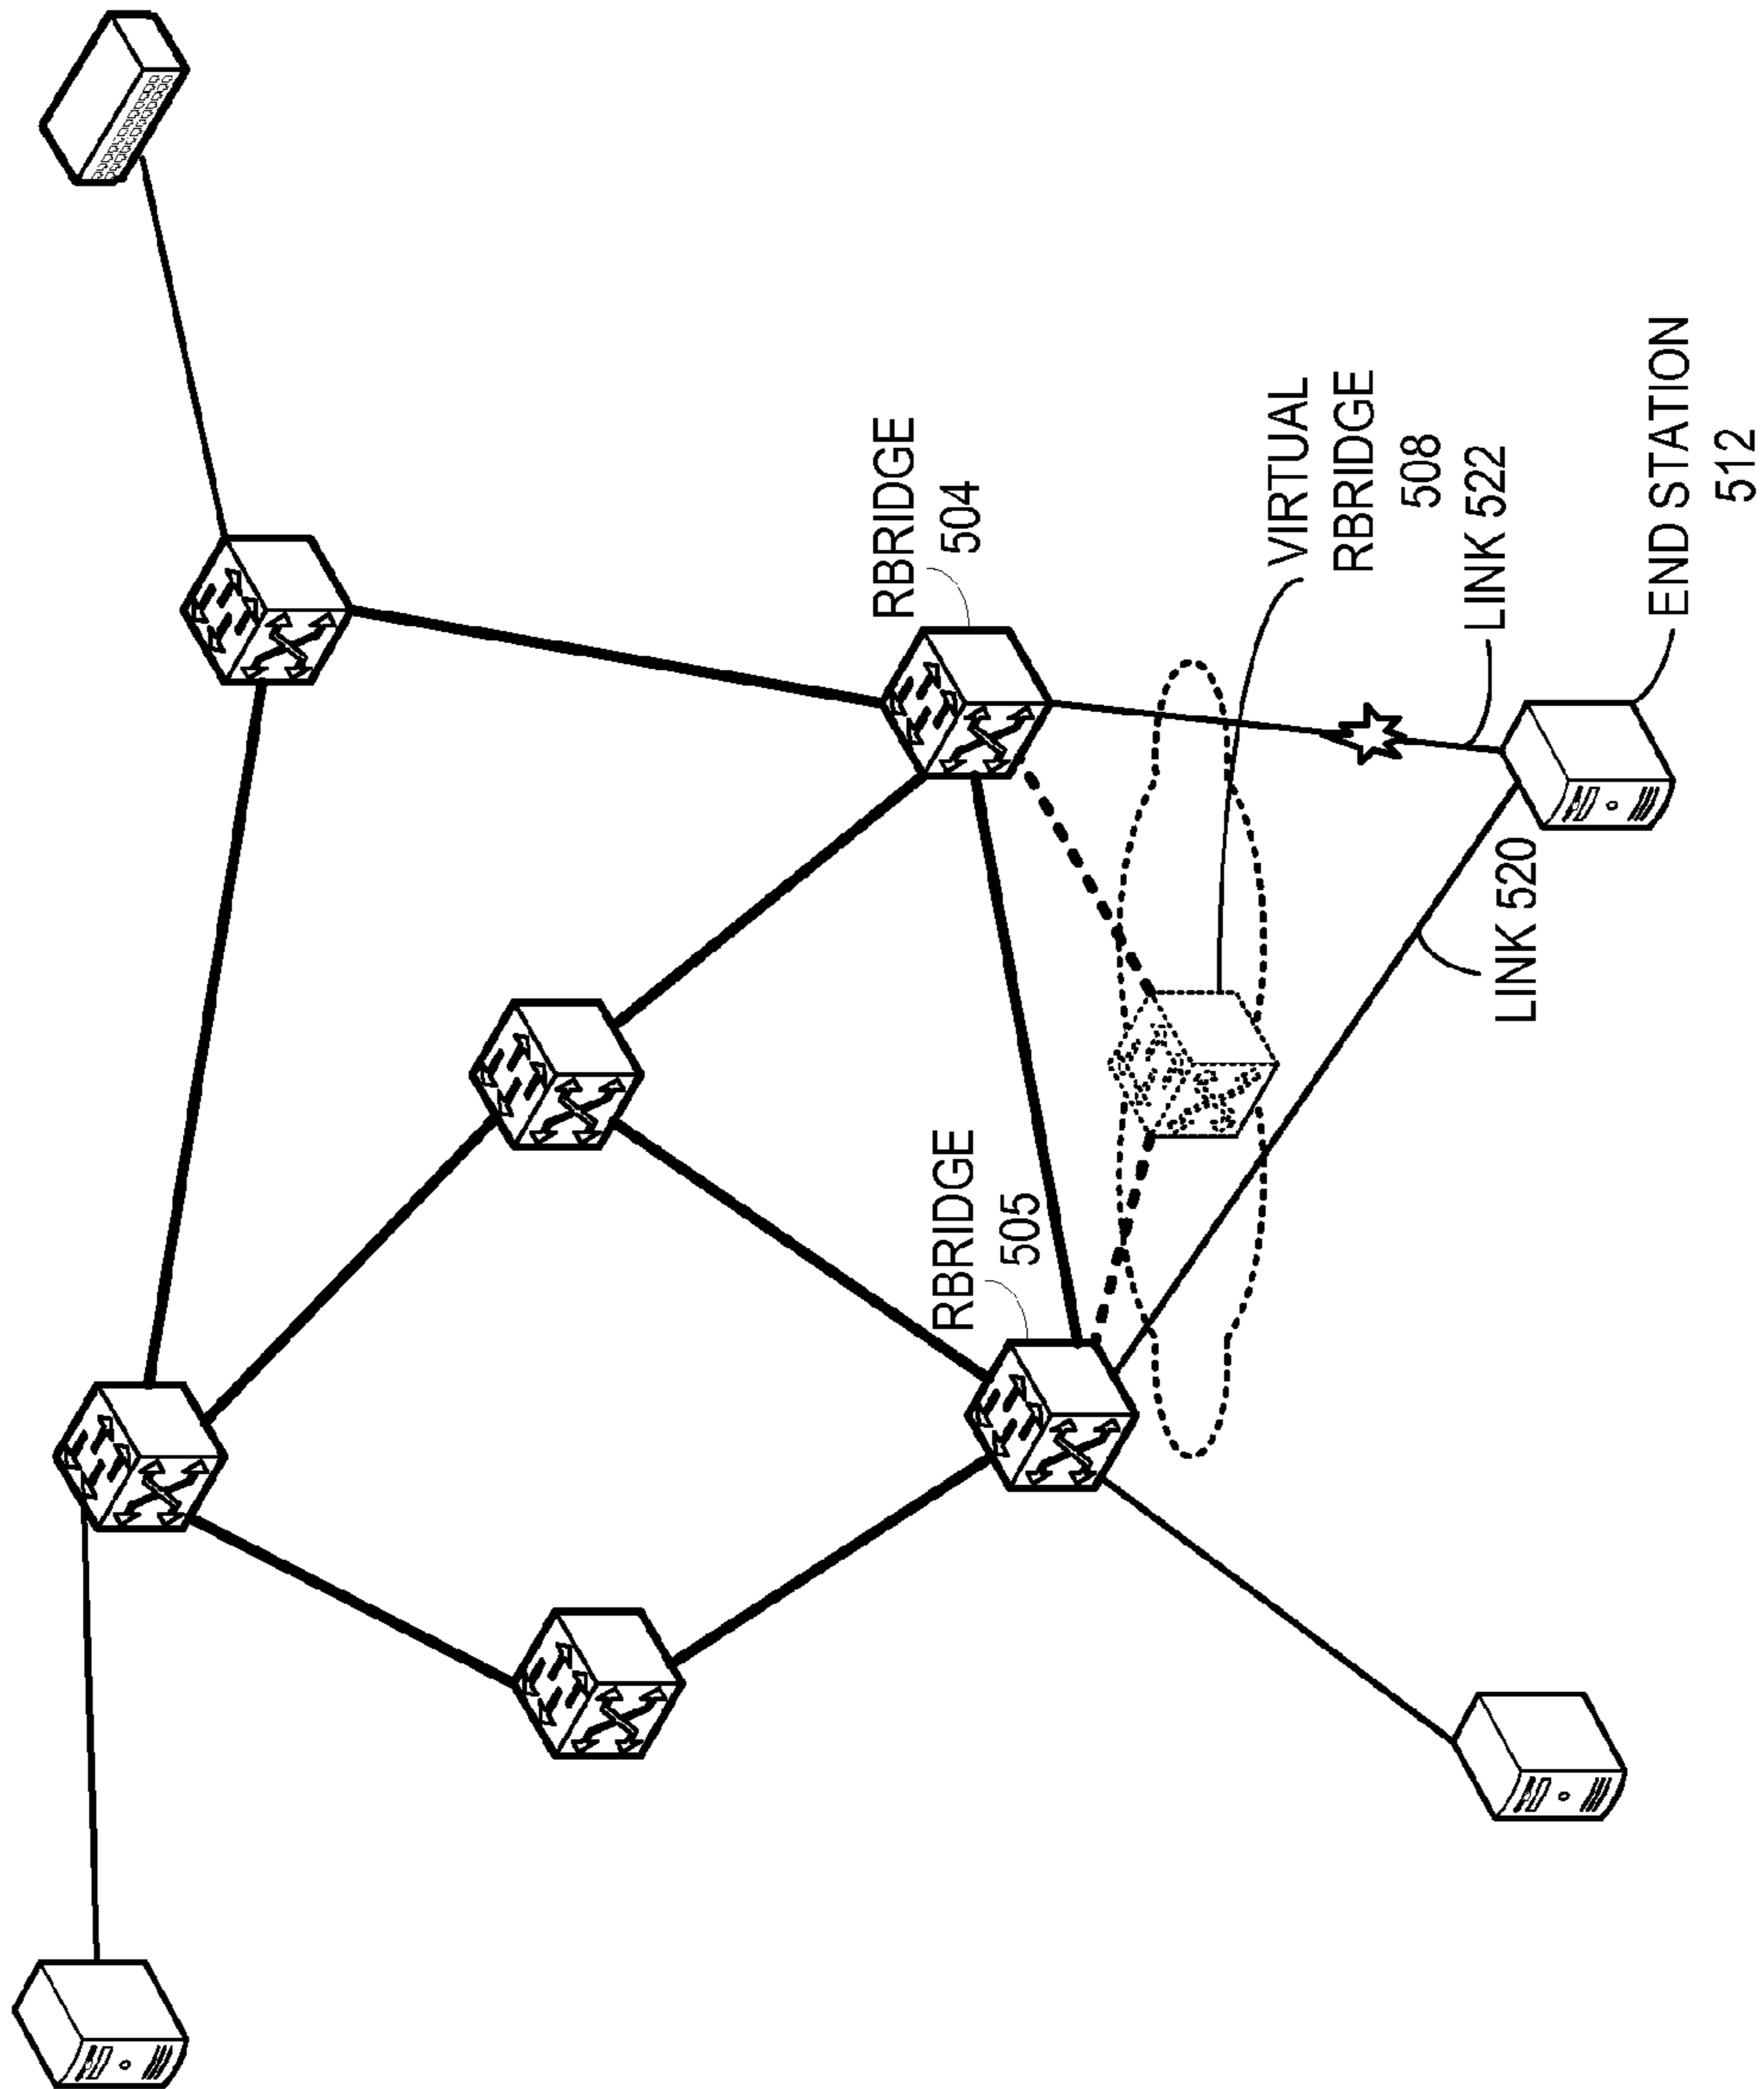 RBRIDGE
504
RBRIDGE
505
VIRTUAL
RBRIDGE
508
LINK 522
LINK 520
END STATION
512